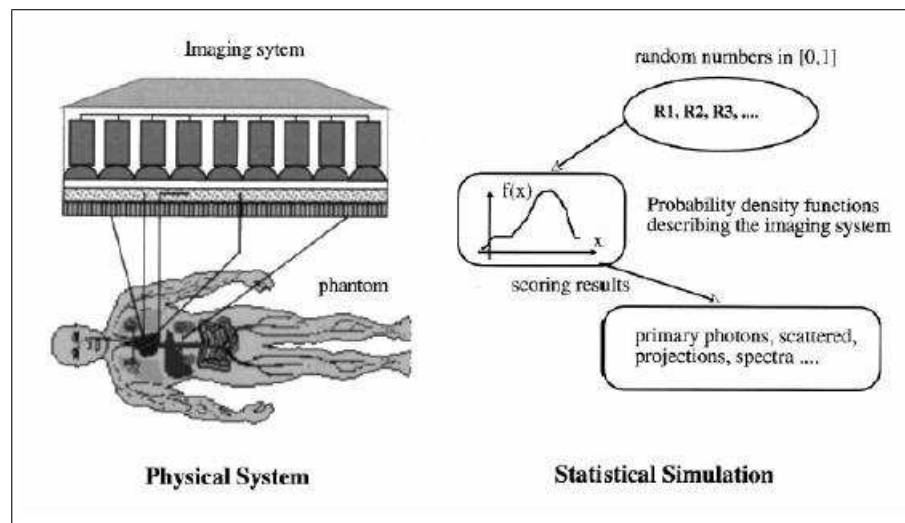 Imaging sytem
phantom
Physical System
random numbers in [0,1]
R1, R2, R3, ....
f(x)
x
Probability density functions
describing the imaging system
scoring results
primary photons, scattered,
projections, spectra ....
Statistical Simulation